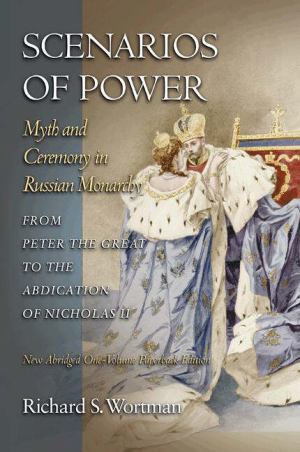 SCENARIOS
OF POWER
Myth and
Ceremony in
Russian Monarchy
FROM
PETER THE GREAT
TO THE
ABDICATION
OF NICHOLAS II
New Abridged One-Volume Paperback Edition
Richard S. Wortman